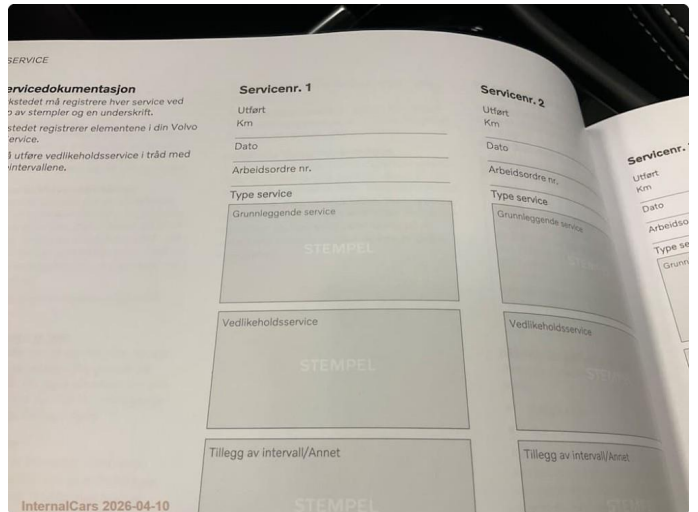 SERVICE
ervicedokumentasjon
kstedet må registrere hver service ved
av stempler og en underskrift.
stedet registrerer elementene i din Volvo
ervice.
utføre vedlikeholdsservice i tråd med
intervallene.
Servicenr. 1
Utført
Km
Dato
Arbeidsordre nr.
Type service
Grunnleggende service
STEMPEL
Vedlikeholdsservice
STEMPEL
Tillegg av intervall/Annet
STEMPEL
Servicenr. 2
Utført
Km
Dato
Arbeidsordre nr.
Type service
Grunnleggende service
Vedlikeholdsservice
Tillegg av intervall/Annet
Servicenr.
Utført
Km
Dato
Arbeidso
Type se
Grunn
InternalCars 2026-04-10